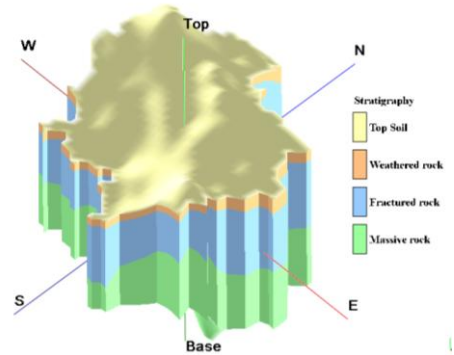 Top
W
N
Stratigraphy
Top Soil
Weathered rock
Fractured rock
Massive rock
S
E
Base